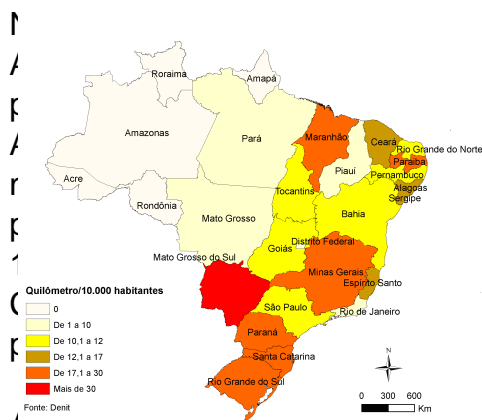 N
A
p
A
n
p
1
C
p
Roraima
Amapá
Amazonas
Pará
Maranhão
Ceará
Rio Grande do Norte
Paraíba
Piauí
Pernambuco
Acre
Alagoas
Sergipe
Tocantins
Rondônia
Mato Grosso
Bahia
Distrito Federal
Goiás
Mato Grosso do Sul
Minas Gerais
Espírito Santo
São Paulo
Rio de Janeiro
Paraná
Santa Catarina
Rio Grande do Sul
Quilômetro/10.000 habitantes
0
De 1 a 10
De 10,1 a 12
De 12,1 a 17
De 17,1 a 30
Mais de 30
Fonte: Denit
N
0 300 600
Km